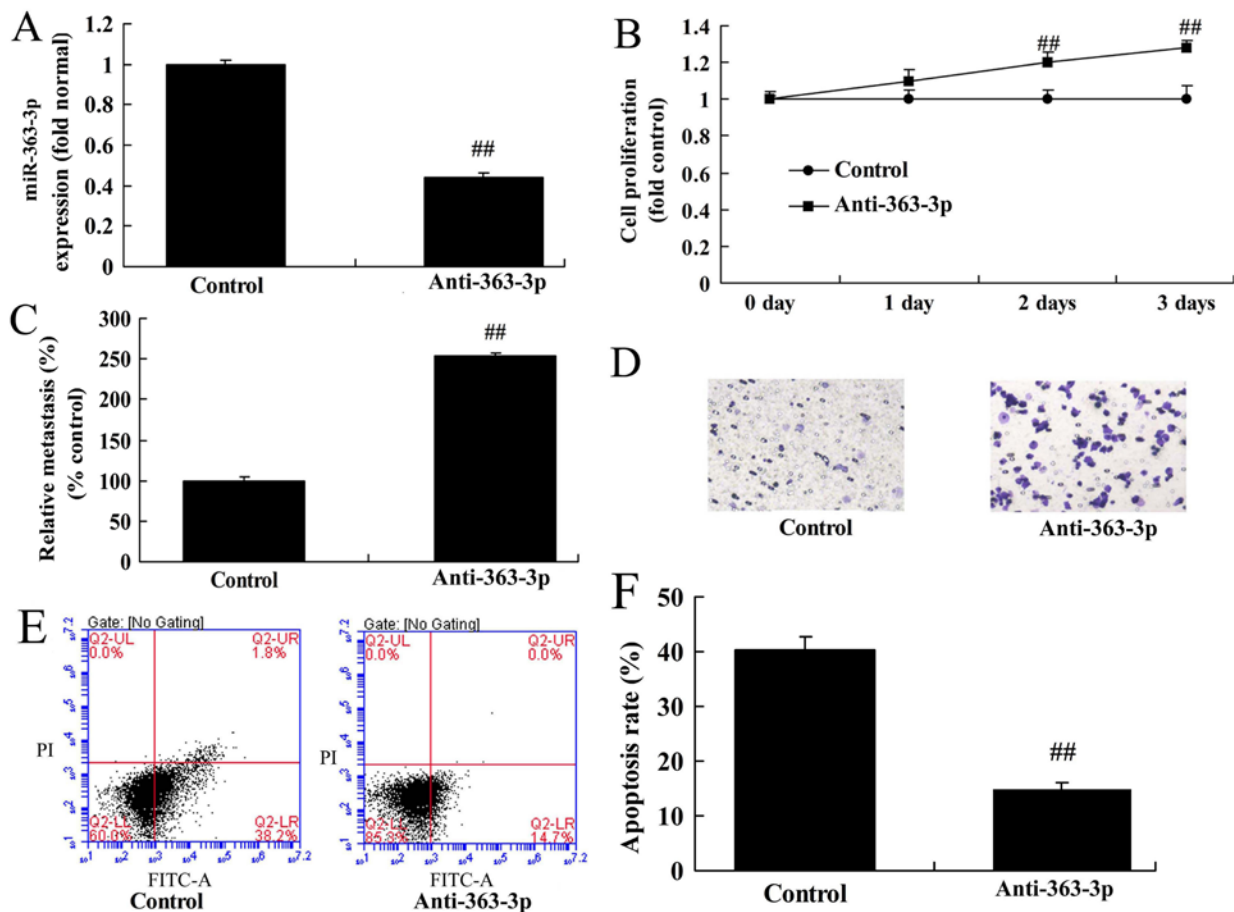 A
miR-363-3p
expression (fold normal)
1.2
1
0.8
0.6
0.4
0.2
0
##
Control
Anti-363-3p
B
Cell proliferation
(fold control)
1.4
1.2
1
0.8
0.6
1.4
1.2
0
##
##
Control
Anti-363-3p
0 day
1 day
2 days
3 days
C
Relative metastasis (%)
(% control)
300
250
200
150
100
50
0
##
Control
Anti-363-3p
D
Control
Anti-363-3p
E
Gate: [No Gating]
Q2-UL
0.0%
Q2-UR
1.8%
Q2-LL
60.0%
Q2-LR
38.2%
PI
FITC-A
Control
Gate: [No Gating]
Q2-UL
0.0%
Q2-UR
0.0%
85.3%
Q2-LR
14.7%
PI
FITC-A
Anti-363-3p
F
Apoptosis rate (%)
50
40
30
20
10
0
##
Control
Anti-363-3p